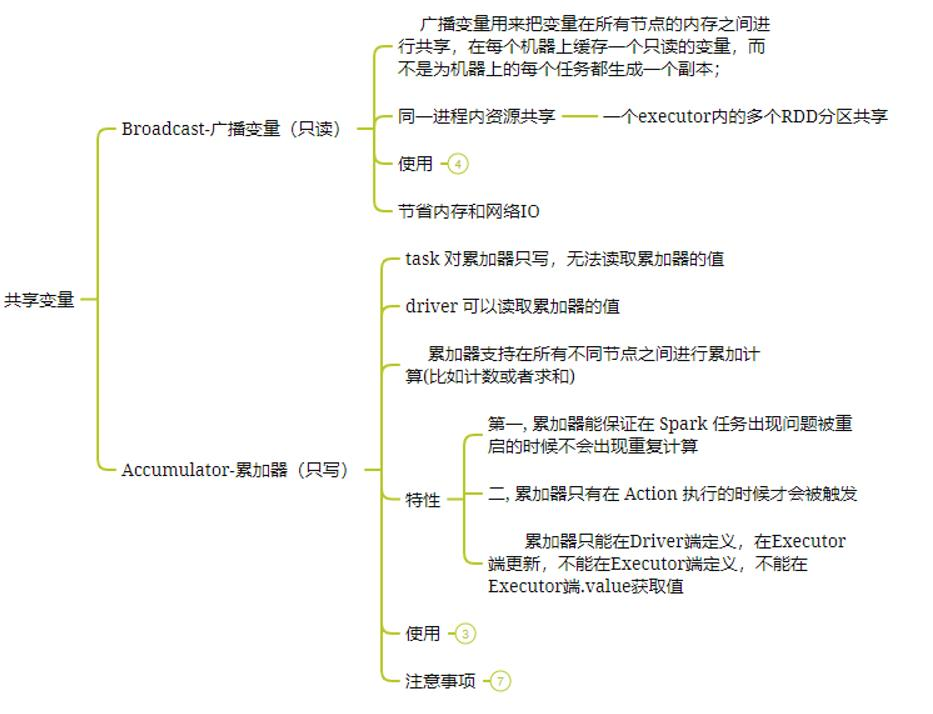 共享变量
Broadcast-广播变量（只读）
广播变量用来把变量在所有节点的内存之间进
行共享，在每个机器上缓存一个只读的变量，而
不是为机器上的每个任务都生成一个副本；
同一进程内资源共享
一个executor内的多个RDD分区共享
使用
4
节省内存和网络IO
Accumulator-累加器（只写）
task 对累加器只写，无法读取累加器的值
driver 可以读取累加器的值
累加器支持在所有不同节点之间进行累加计
算(比如计数或者求和)
特性
第一, 累加器能保证在 Spark 任务出现问题被重
启的时候不会出现重复计算
二, 累加器只有在 Action 执行的时候才会被触发
累加器只能在Driver端定义，在Executor
端更新，不能在Executor端定义，不能在
Executor端.value获取值
使用
3
注意事项
7